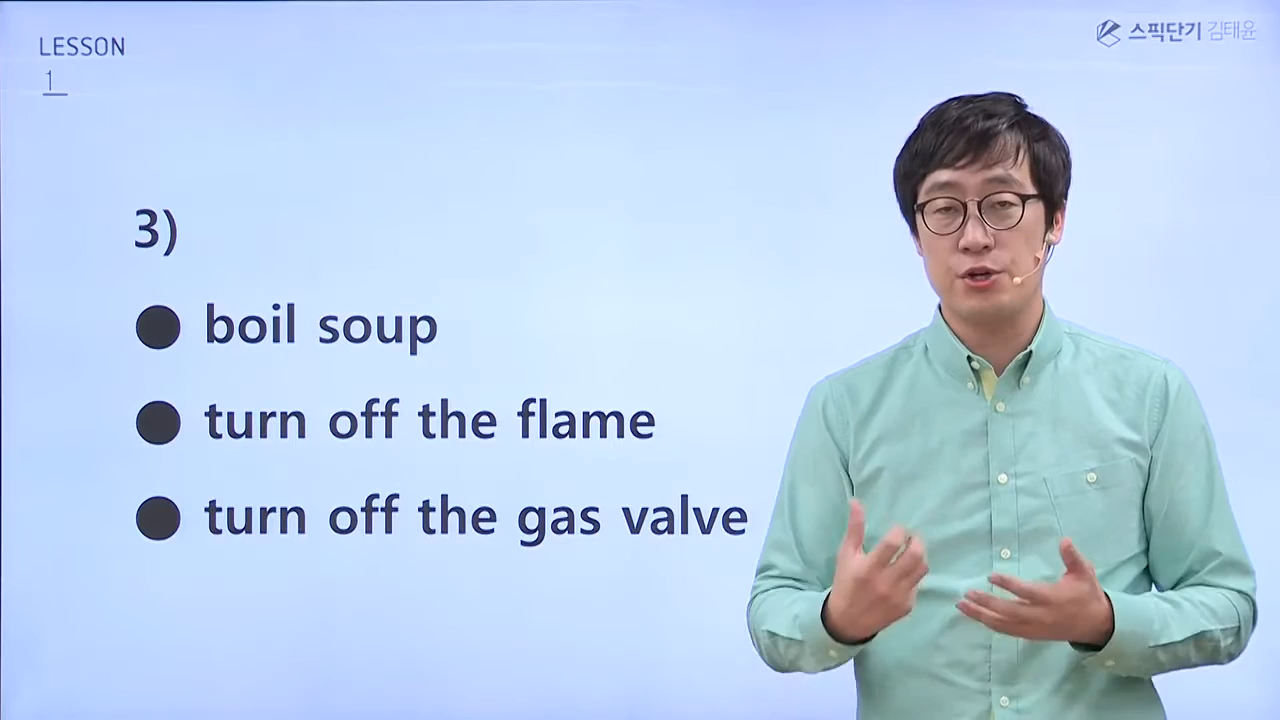 LESSON
1
스픽단기 김태윤
3)
● boil soup
● turn off the flame
● turn off the gas valve